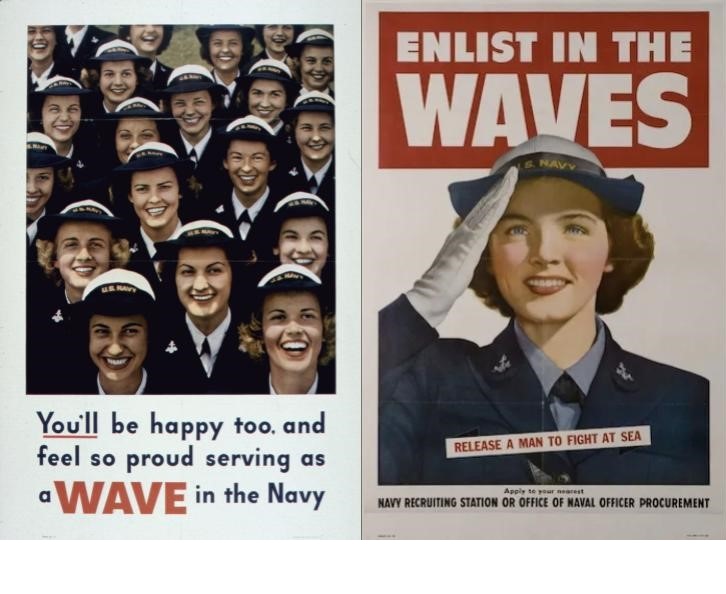 You'll be happy too, and
feel so proud serving as
a WAVE in the Navy
ENLIST IN THE
WAVES
U.S. NAVY
RELEASE A MAN TO FIGHT AT SEA
Apply to your nearest
NAVY RECRUITING STATION OR OFFICE OF NAVAL OFFICER PROCUREMENT